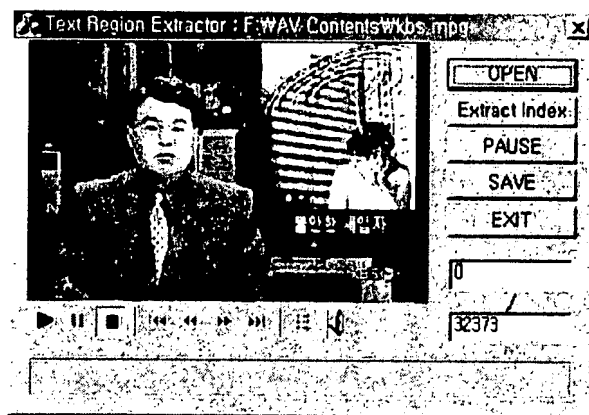 Text Region Extractor : F:₩AV Contents₩kbs.mpg
OPEN
Extract Index
PAUSE
SAVE
EXIT
불안한 세입자
0
/
32373